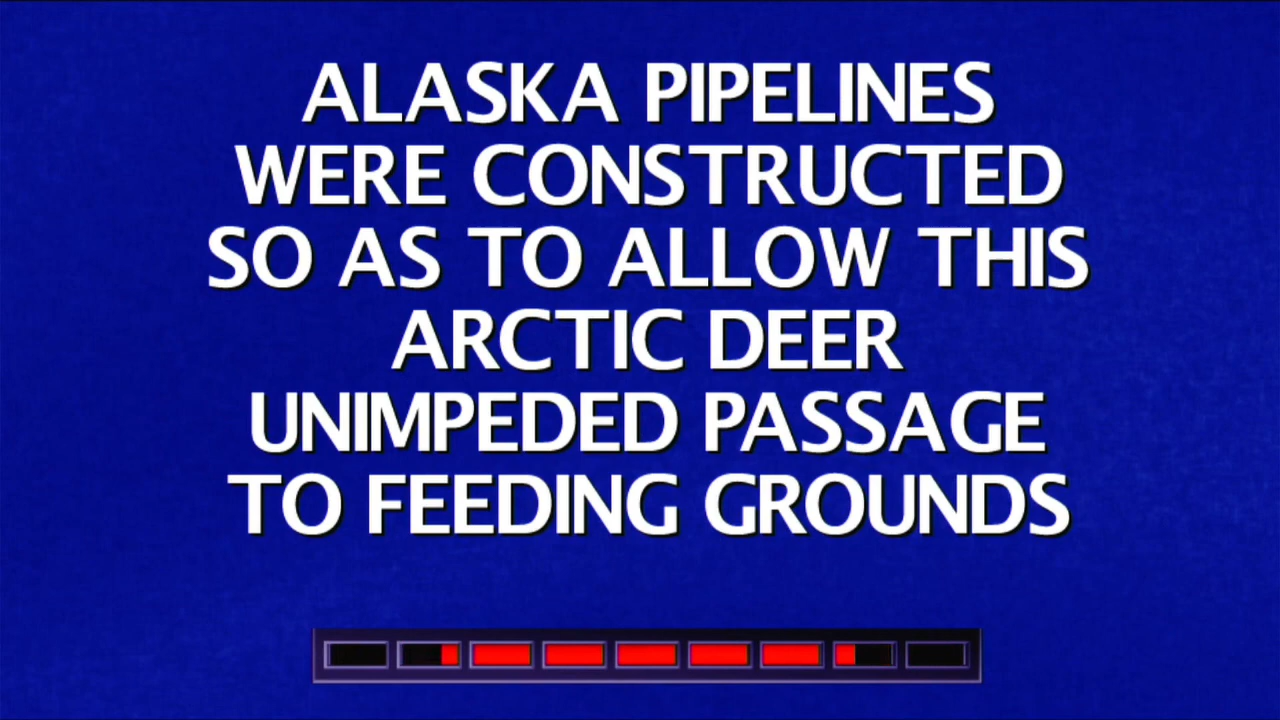 ALASKA PIPELINES
WERE CONSTRUCTED
SO AS TO ALLOW THIS
ARCTIC DEER
UNIMPEDED PASSAGE
TO FEEDING GROUNDS